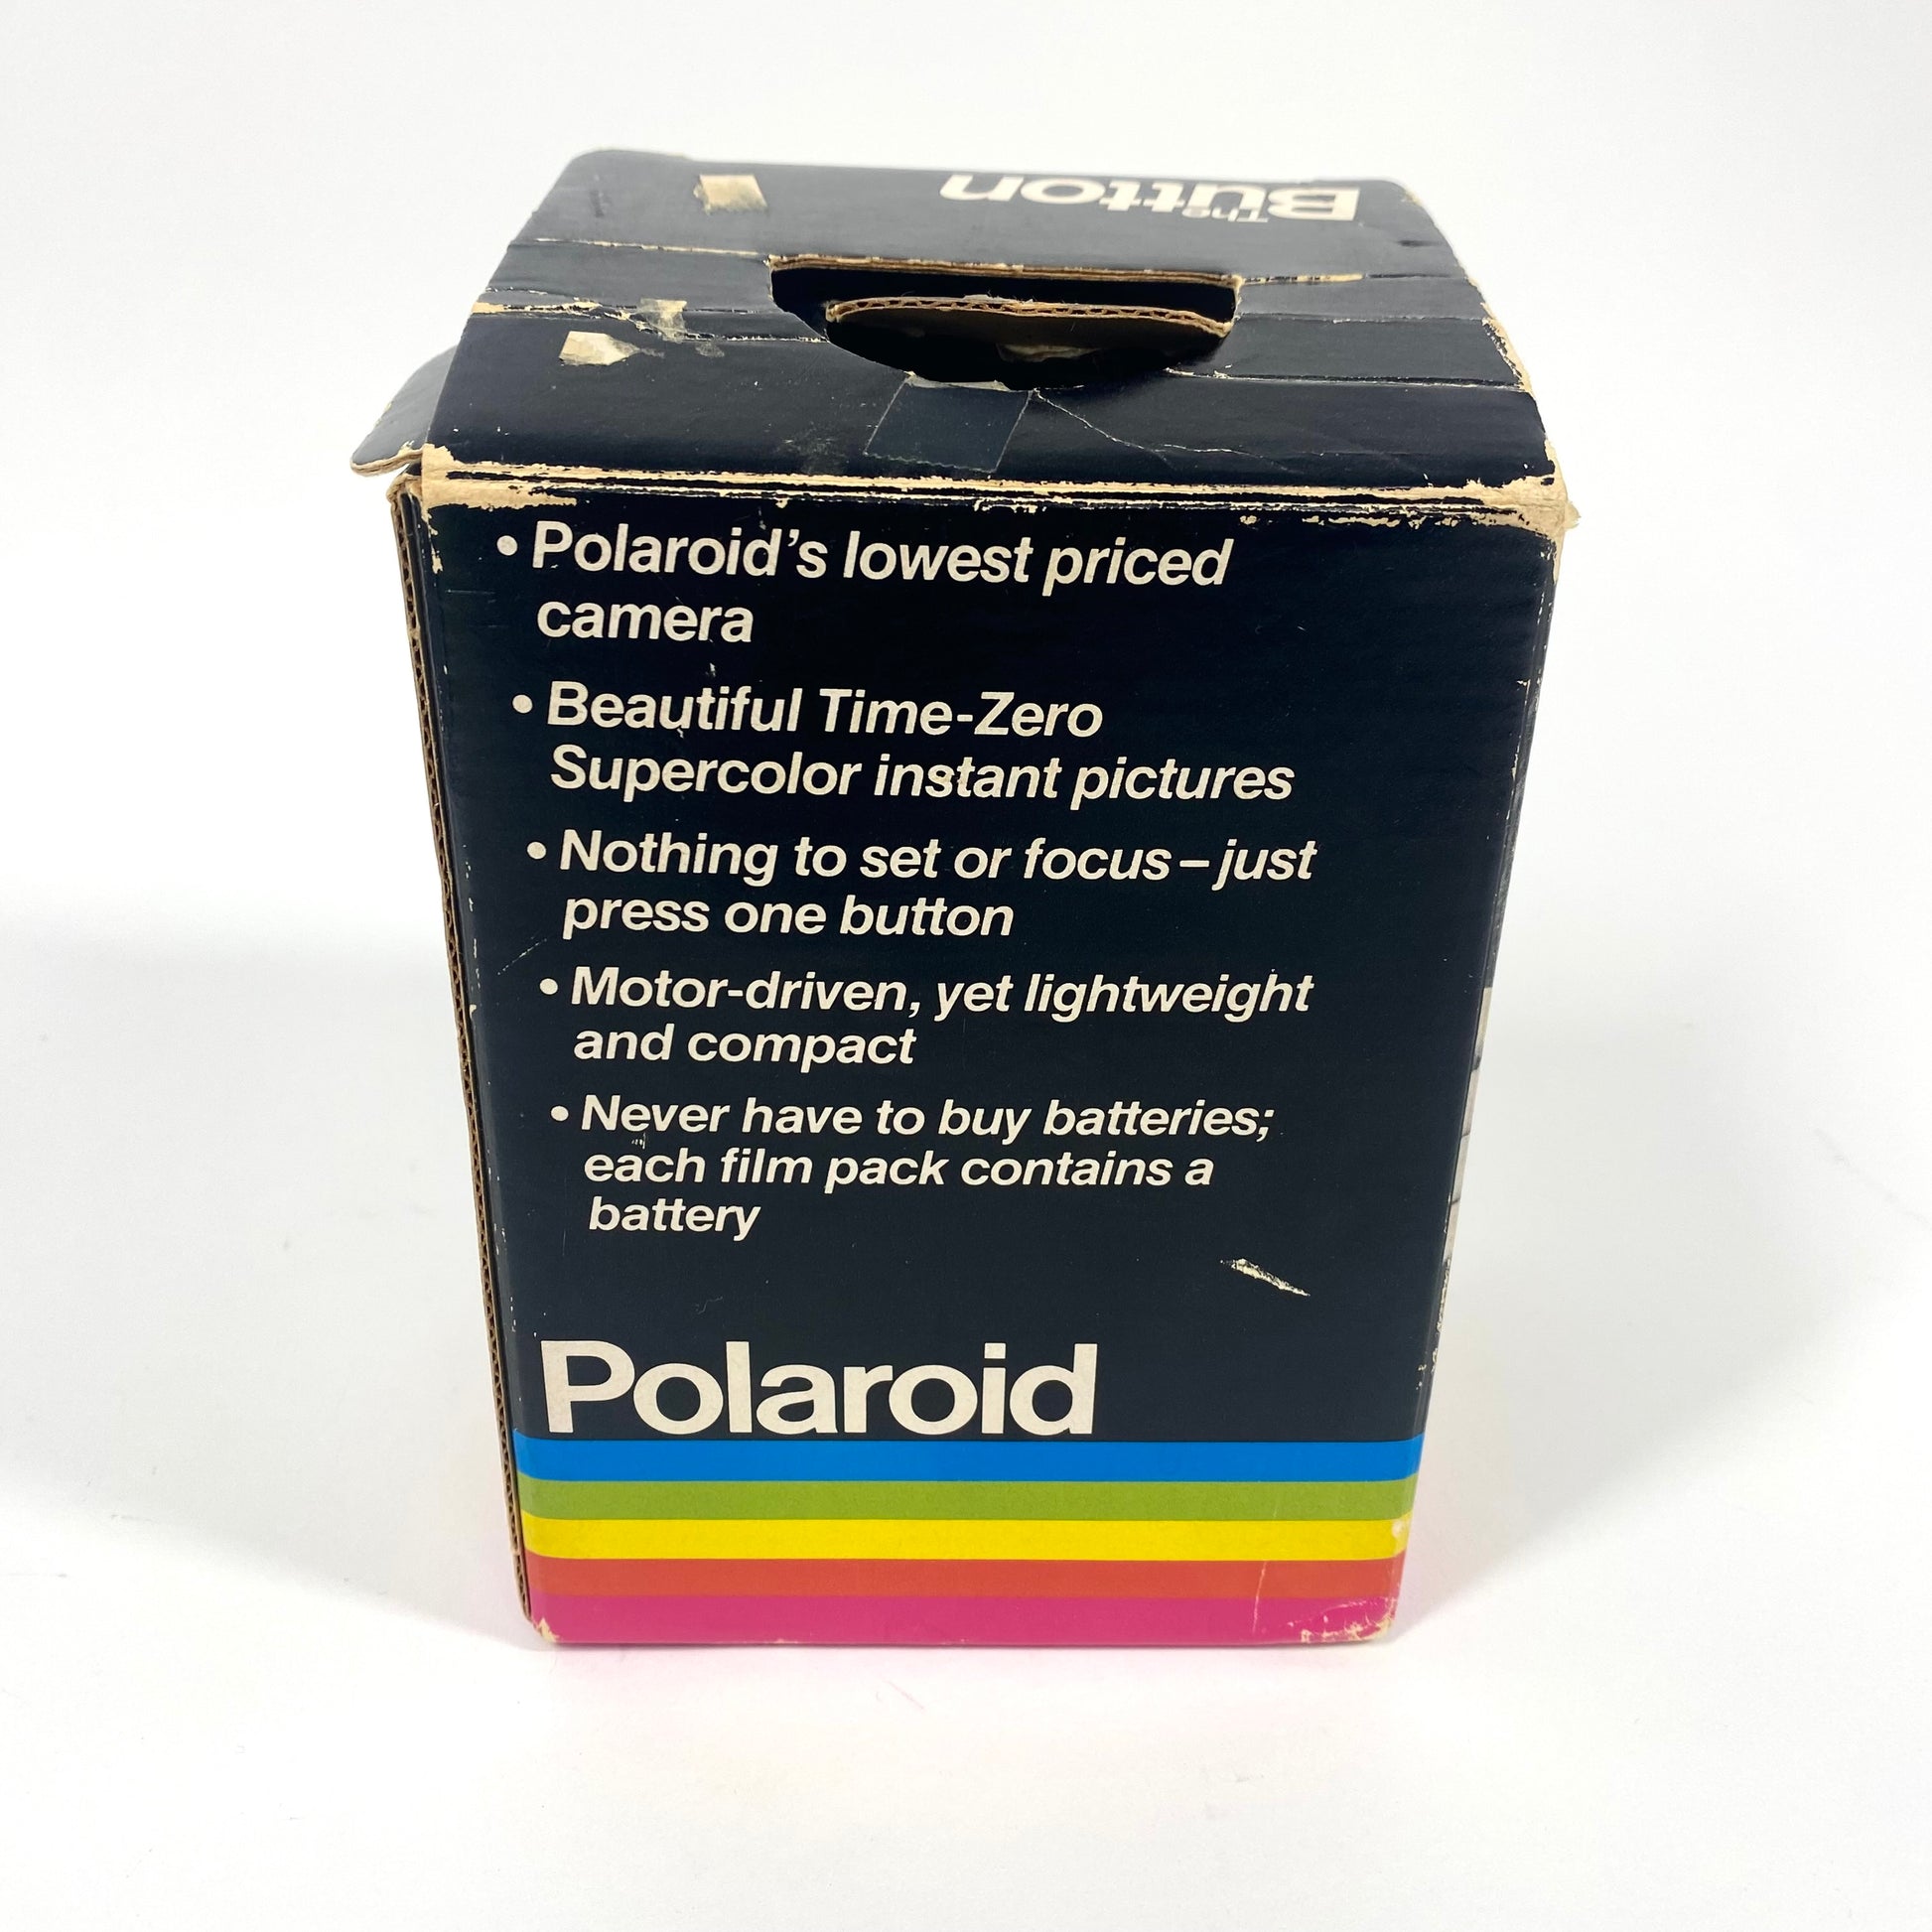 The
Button
• Polaroid's lowest priced
camera
• Beautiful Time-Zero
Supercolor instant pictures
• Nothing to set or focus – just
press one button
• Motor-driven, yet lightweight
and compact
• Never have to buy batteries;
each film pack contains a
battery
Polaroid